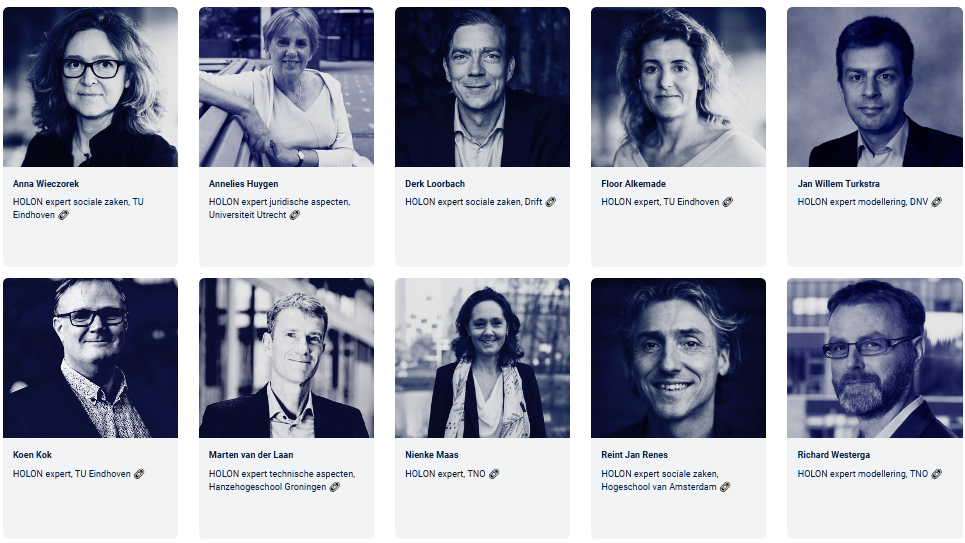 Anna Wieczorek
HOLON expert sociale zaken, TU
Eindhoven
Annelies Huygen
HOLON expert juridische aspecten,
Universiteit Utrecht
Derk Loorbach
HOLON expert sociale zaken, Drift
Floor Alkemade
HOLON expert, TU Eindhoven
Jan Willem Turkstra
HOLON expert modellering, DNV
Koen Kok
HOLON expert, TU Eindhoven
Marten van der Laan
HOLON expert technische aspecten,
Hanzehogeschool Groningen
Nienke Maas
HOLON expert, TNO
Reint Jan Renes
HOLON expert sociale zaken,
Hogeschool van Amsterdam
Richard Westerga
HOLON expert modellering, TNO